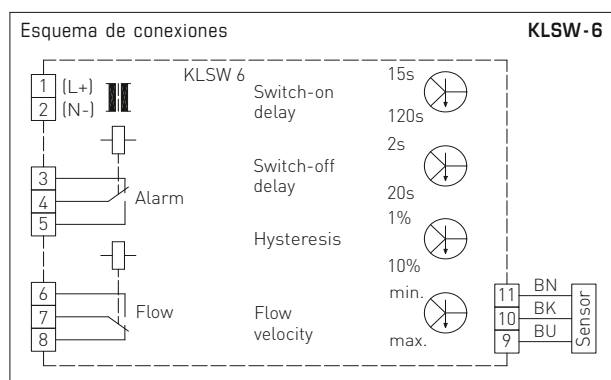 Esquema de conexiones KLSW-6
KLSW 6
1 (L+)
2 (N-)
Switch-on
delay
15s
120s
3
4
5
Alarm
Switch-off
delay
2s
20s
Hysteresis
1%
10%
6
7
8
Flow
Flow
velocity
min.
max.
11 BN
10 BK
9 BU
Sensor